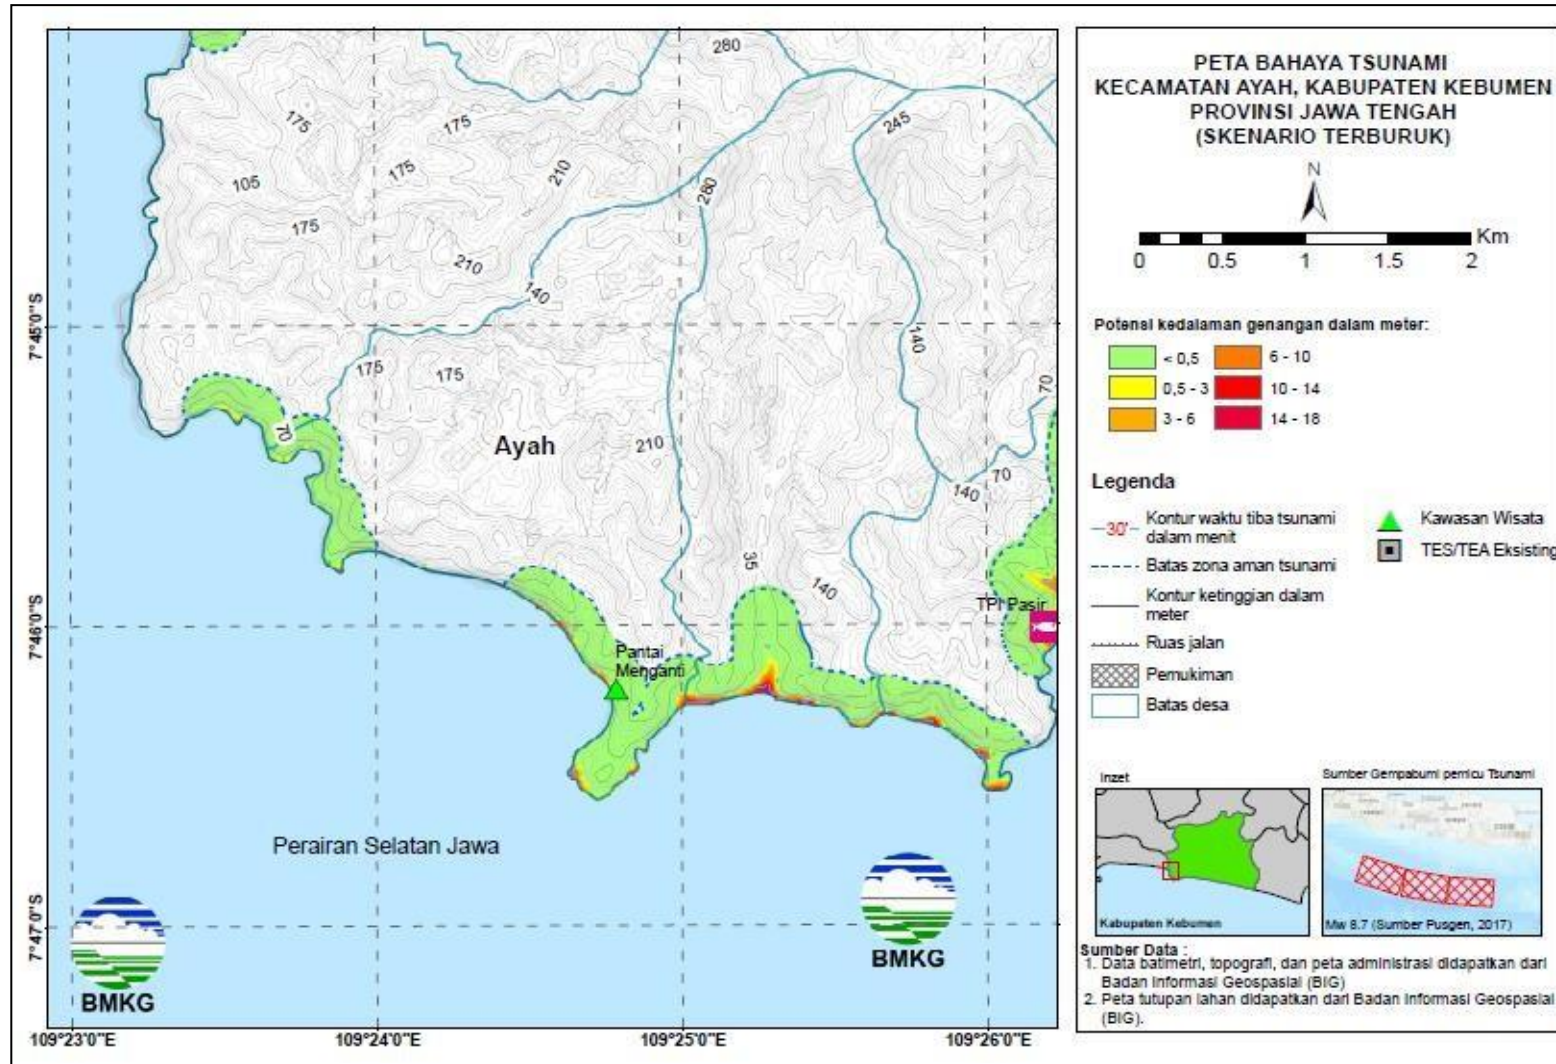 PETA BAHAYA TSUNAMI
KECAMATAN AYAH, KABUPATEN KEBUMEN
PROVINSI JAWA TENGAH
(SKENARIO TERBURUK)
N
Km
0 0.5 1 1.5 2
Potensi kedalaman genangan dalam meter:
< 0,5 6 - 10
0,5 - 3 10 - 14
3 - 6 14 - 18
Legenda
30'
Kontur waktu tiba tsunami
dalam menit
Batas zona aman tsunami
Kontur ketinggian dalam
meter
Ruas jalan
Pemukiman
Batas desa
Kawasan Wisata
TES/TEA Eksisting
Inzet
Kabupaten Kebumen
Sumber Gempabumi pemicu Tsunami
Mw 8.7 (Sumber Pusgen, 2017)
Sumber Data :
1. Data batimetri, topografi, dan peta administrasi didapatkan dari
Badan Informasi Geospasial (BIG)
2. Peta tutupan lahan didapatkan dari Badan Informasi Geospasial
(BIG).
280
175
175
245
175
210
105
280
175
210
140
140
175
175
70
70
Ayah
210
70
140
35
140
TPI Pasir
Pantai
Menganti
Perairan Selatan Jawa
BMKG
BMKG
7°45'0"S
7°46'0"S
7°47'0"S
109°23'0"E
109°24'0"E
109°25'0"E
109°26'0"E